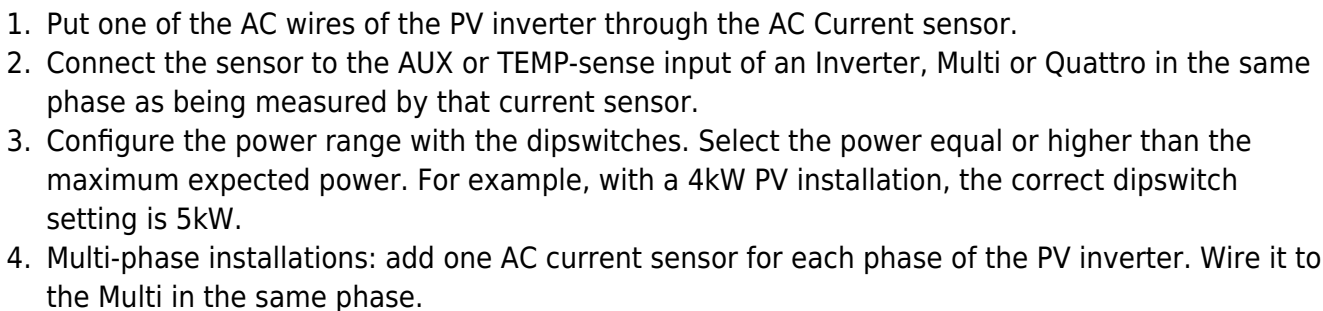 1. Put one of the AC wires of the PV inverter through the AC Current sensor.
2. Connect the sensor to the AUX or TEMP-sense input of an Inverter, Multi or Quattro in the same
phase as being measured by that current sensor.
3. Configure the power range with the dipswitches. Select the power equal or higher than the
maximum expected power. For example, with a 4kW PV installation, the correct dipswitch
setting is 5kW.
4. Multi-phase installations: add one AC current sensor for each phase of the PV inverter. Wire it to
the Multi in the same phase.